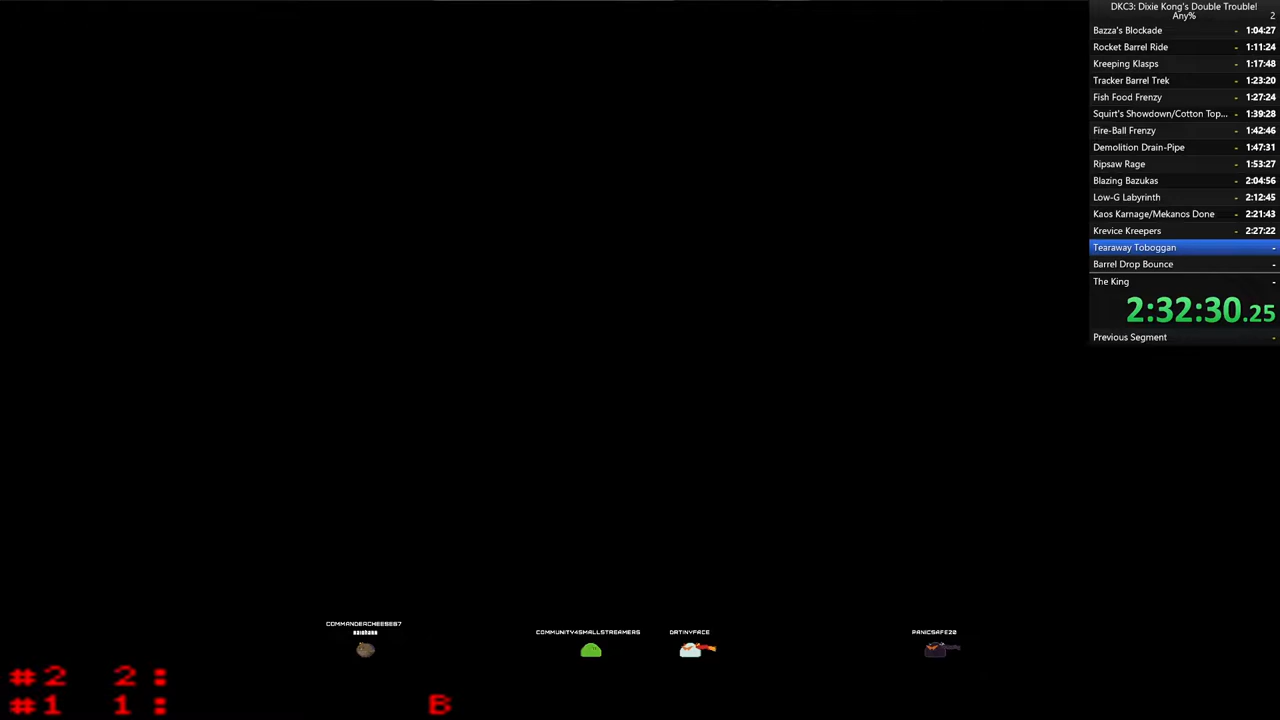 DKC3: Dixie Kong's Double Trouble!
Any% 2
Bazza's Blockade - 1:04:27
Rocket Barrel Ride - 1:11:24
Kreeping Klasps - 1:17:48
Tracker Barrel Trek - 1:23:20
Fish Food Frenzy - 1:27:24
Squirt's Showdown/Cotton Top... - 1:39:28
Fire-Ball Frenzy - 1:42:46
Demolition Drain-Pipe - 1:47:31
Ripsaw Rage - 1:53:27
Blazing Bazukas - 2:04:56
Low-G Labyrinth - 2:12:45
Kaos Karnage/Mekanos Done - 2:21:43
Krevice Kreepers - 2:27:22
Tearaway Toboggan -
Barrel Drop Bounce -
The King -
2:32:30.25
Previous Segment -
COMMANDERCHEESE67
COMMUNITY4SMALLSTREAMERS
DRTINYFACE
PANICSAFE20
#2 2:
#1 1: B